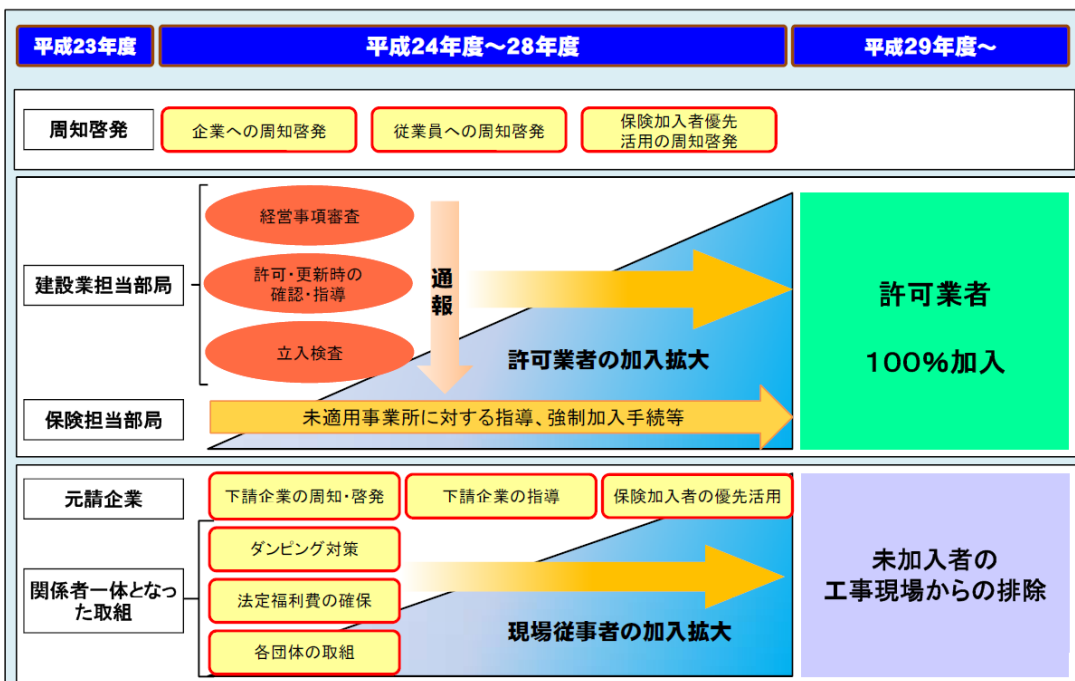 平成23年度
平成24年度～28年度
平成29年度～
周知啓発
企業への周知啓発
従業員への周知啓発
保険加入者優先
活用の周知啓発
建設業担当部局
経営事項審査
許可・更新時の
確認・指導
立入検査
通報
許可業者の加入拡大
許可業者
100%加入
保険担当部局
未適用事業所に対する指導、強制加入手続等
元請企業
下請企業の周知・啓発
下請企業の指導
保険加入者の優先活用
関係者一体となっ
た取組
ダンピング対策
法定福利費の確保
各団体の取組
現場従事者の加入拡大
未加入者の
工事現場からの排除